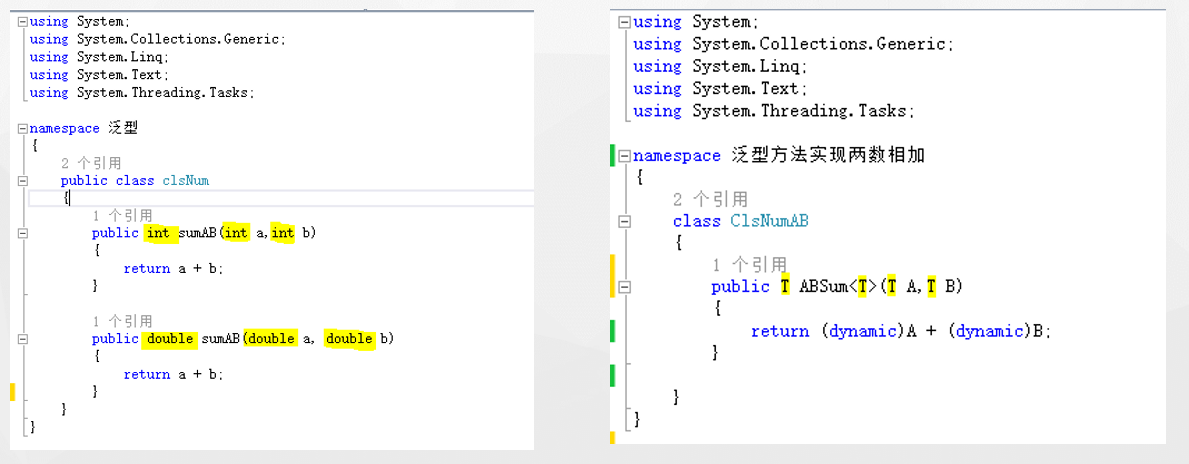 using System;
using System.Collections.Generic;
using System.Linq;
using System.Text;
using System.Threading.Tasks;
namespace 泛型
{
2 个引用
public class clsNum
{
1 个引用
public int sumAB(int a,int b)
{
return a + b;
}
1 个引用
public double sumAB(double a, double b)
{
return a + b;
}
}
}
using System;
using System.Collections.Generic;
using System.Linq;
using System.Text;
using System.Threading.Tasks;
namespace 泛型方法实现两数相加
{
2 个引用
class ClsNumAB
{
1 个引用
public T ABSum<T>(T A,T B)
{
return (dynamic)A + (dynamic)B;
}
}
}